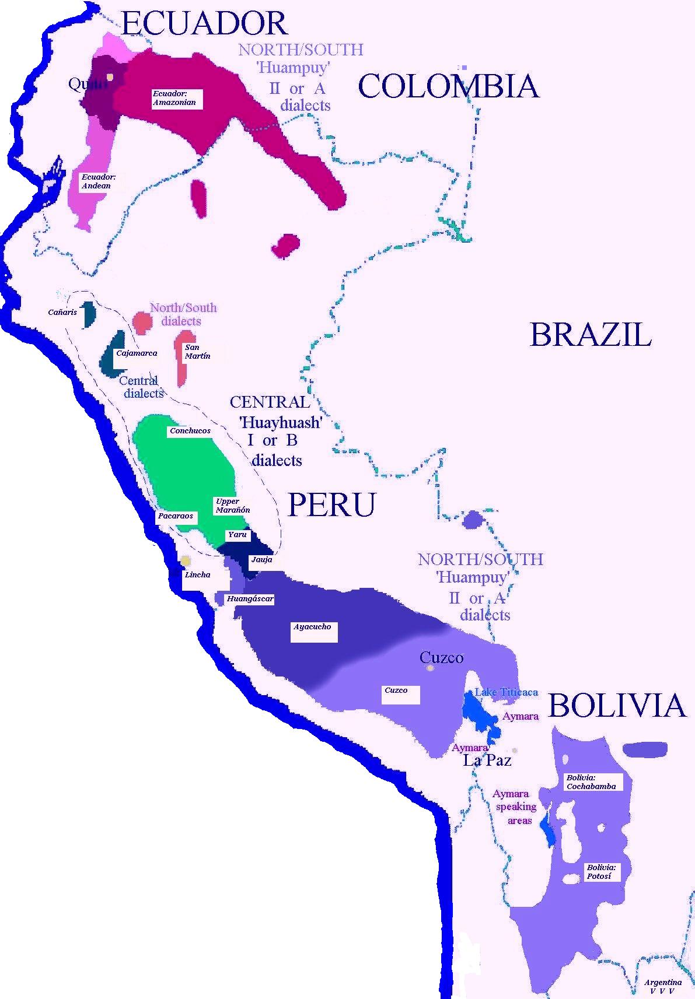 ECUADOR
NORTH/SOUTH
'Huampuy'
II or A
dialects
COLOMBIA
Quito
Ecuador:
Amazonian
Ecuador:
Andean
Cañaris
North/South
dialects
Cajamarca
San
Martín
Central
dialects
BRAZIL
CENTRAL
'Huayhuash'
I or B
dialects
Conchucos
PERU
Upper
Marañón
Pacaraos
Yaru
Jauja
Lincha
Huangáscar
NORTH/SOUTH
'Huampuy'
II or A
dialects
Ayacucho
Cuzco
Cuzco
Lake Titicaca
BOLIVIA
Aymara
Aymara
La Paz
Bolivia:
Cochabamba
Aymara
speaking
areas
Bolivia:
Potosí
Argentina
V V V